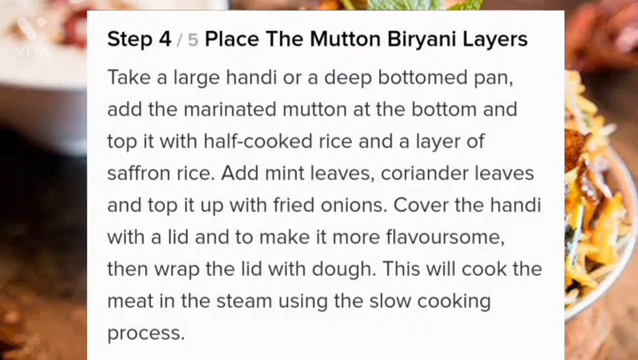 VITA
Step 4 / 5 Place The Mutton Biryani Layers
Take a large handi or a deep bottomed pan,
add the marinated mutton at the bottom and
top it with half-cooked rice and a layer of
saffron rice. Add mint leaves, coriander leaves
and top it up with fried onions. Cover the handi
with a lid and to make it more flavoursome,
then wrap the lid with dough. This will cook the
meat in the steam using the slow cooking
process.